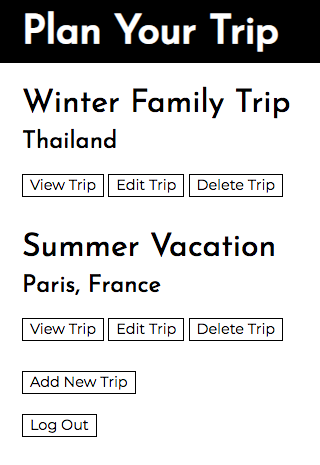 Plan Your Trip
Winter Family Trip
Thailand
View Trip Edit Trip Delete Trip
Summer Vacation
Paris, France
View Trip Edit Trip Delete Trip
Add New Trip
Log Out